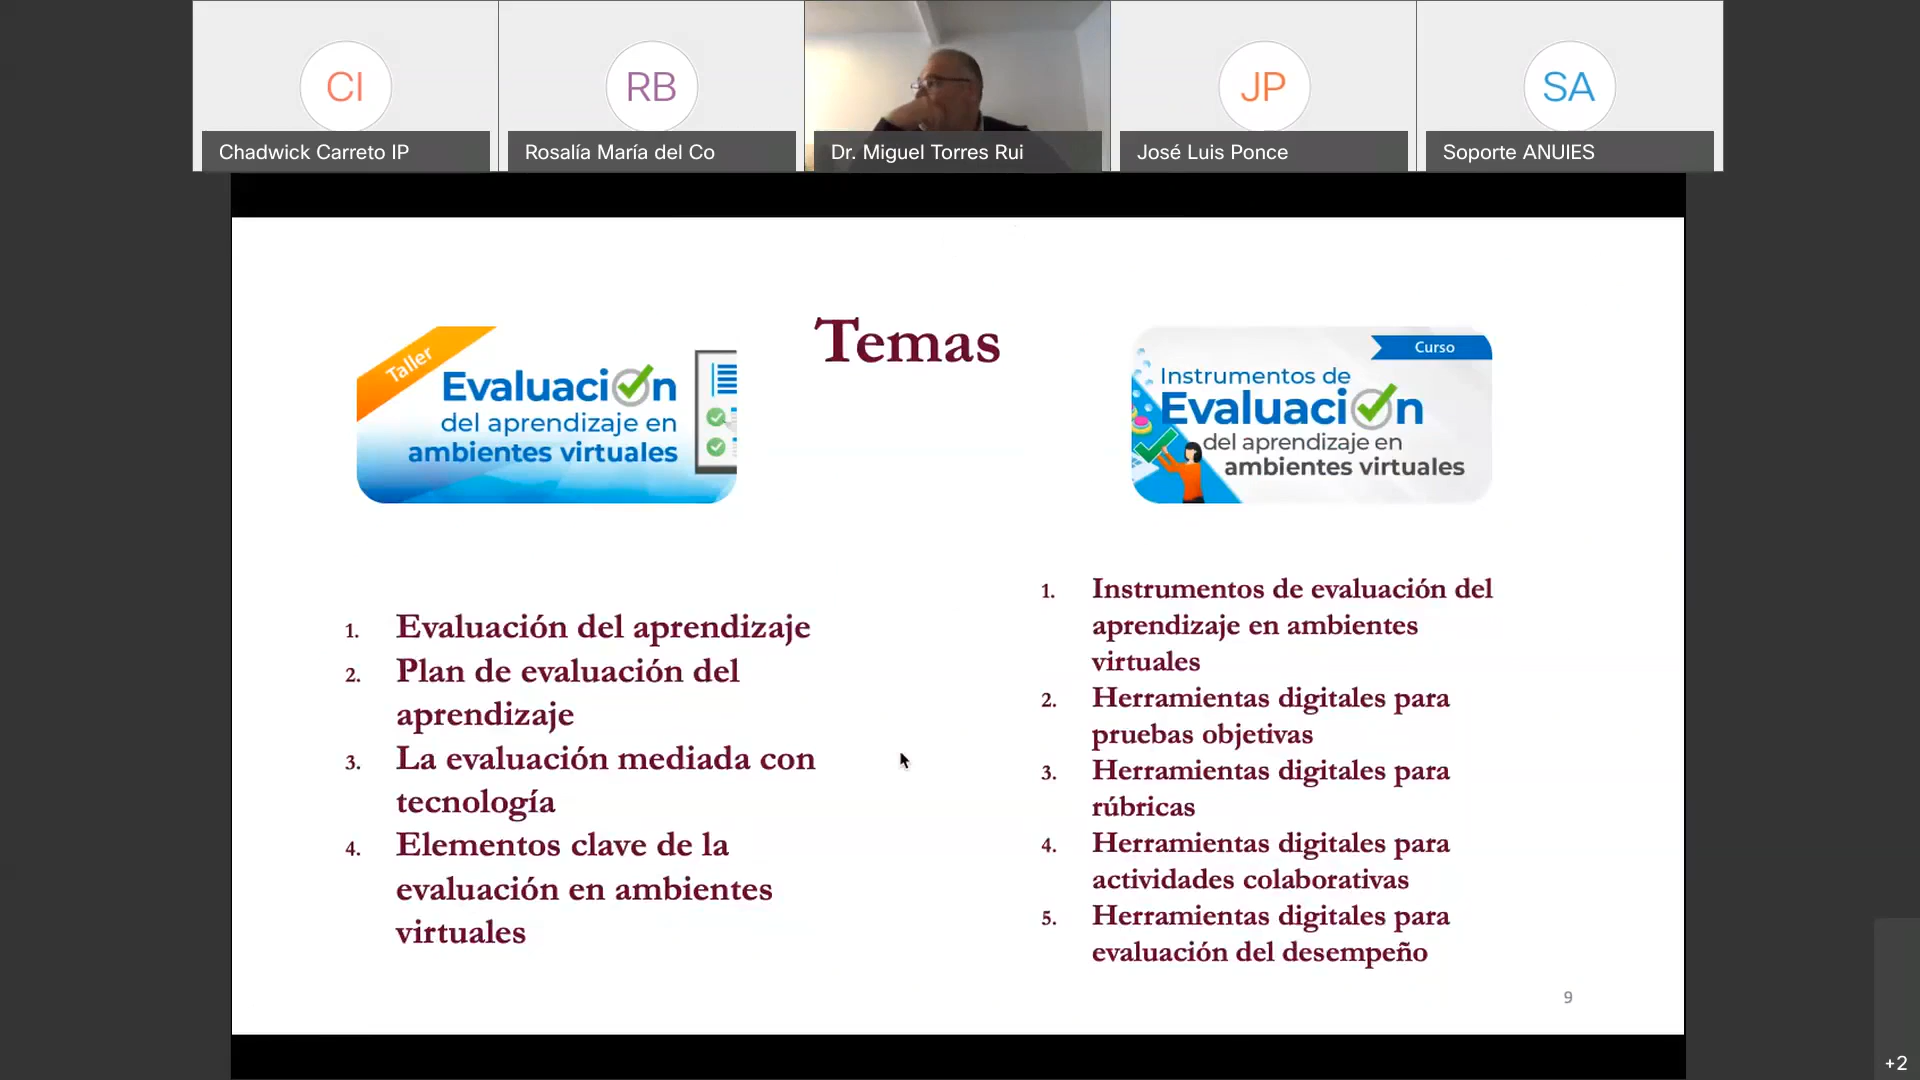 CI
RB
JP
SA
Chadwick Carreto IP
Rosalía María del Co
Dr. Miguel Torres Rui
José Luis Ponce
Soporte ANUIES
Temas
Taller
Evaluación
del aprendizaje en
ambientes virtuales
Curso
Instrumentos de
Evaluación
del aprendizaje en
ambientes virtuales
1. Evaluación del aprendizaje
2. Plan de evaluación del
aprendizaje
3. La evaluación mediada con
tecnología
4. Elementos clave de la
evaluación en ambientes
virtuales
1. Instrumentos de evaluación del
aprendizaje en ambientes
virtuales
2. Herramientas digitales para
pruebas objetivas
3. Herramientas digitales para
rúbricas
4. Herramientas digitales para
actividades colaborativas
5. Herramientas digitales para
evaluación del desempeño
9
+2